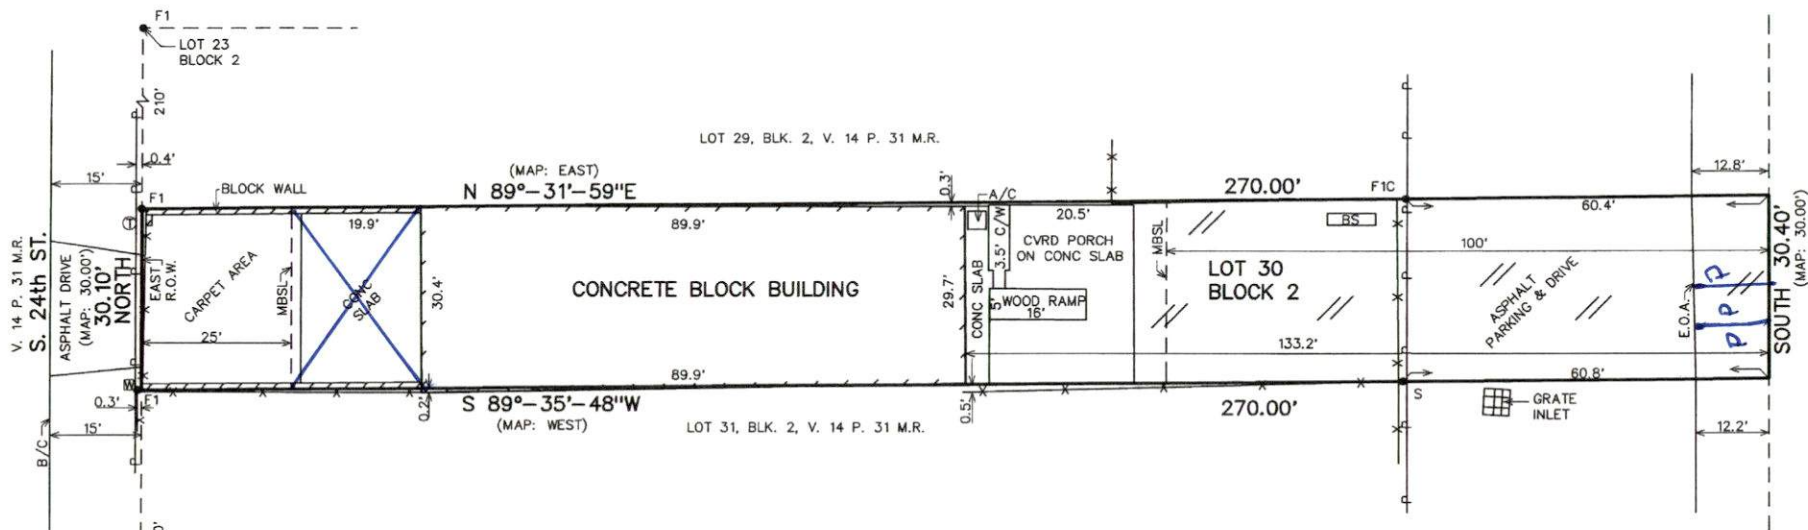 F1
LOT 23
BLOCK 2
210'
LOT 29, BLK. 2, V. 14 P. 31 M.R.
0.4'
15'
BLOCK WALL
(MAP: EAST)
N 89°–31'–59"E
0.3'
A/C
270.00'
F1C
12.8'
F1
60.4'
19.9'
89.9'
20.5'
BS
V. 14 P. 31 M.R.
S. 24th ST.
ASPHALT DRIVE
(MAP: 30.00')
30.10'
NORTH
T
EAST
R.O.W.
CARPET AREA
MBSL
CONC
SLAB
30.4'
CONCRETE BLOCK BUILDING
29.7'
CONC SLAB
3.5' C/W
CVRD PORCH
ON CONC SLAB
5'
WOOD RAMP
16'
MBSL
100'
LOT 30
BLOCK 2
ASPHALT
PARKING & DRIVE
E.O.A.
P
P
P
SOUTH 30.40'
(MAP: 30.00')
25'
133.2'
W
89.9'
60.8'
0.3'
F1
0.2'
S 89°–35'–48"W
(MAP: WEST)
0.5'
270.00'
S
GRATE
INLET
15'
LOT 31, BLK. 2, V. 14 P. 31 M.R.
12.2'
B/C